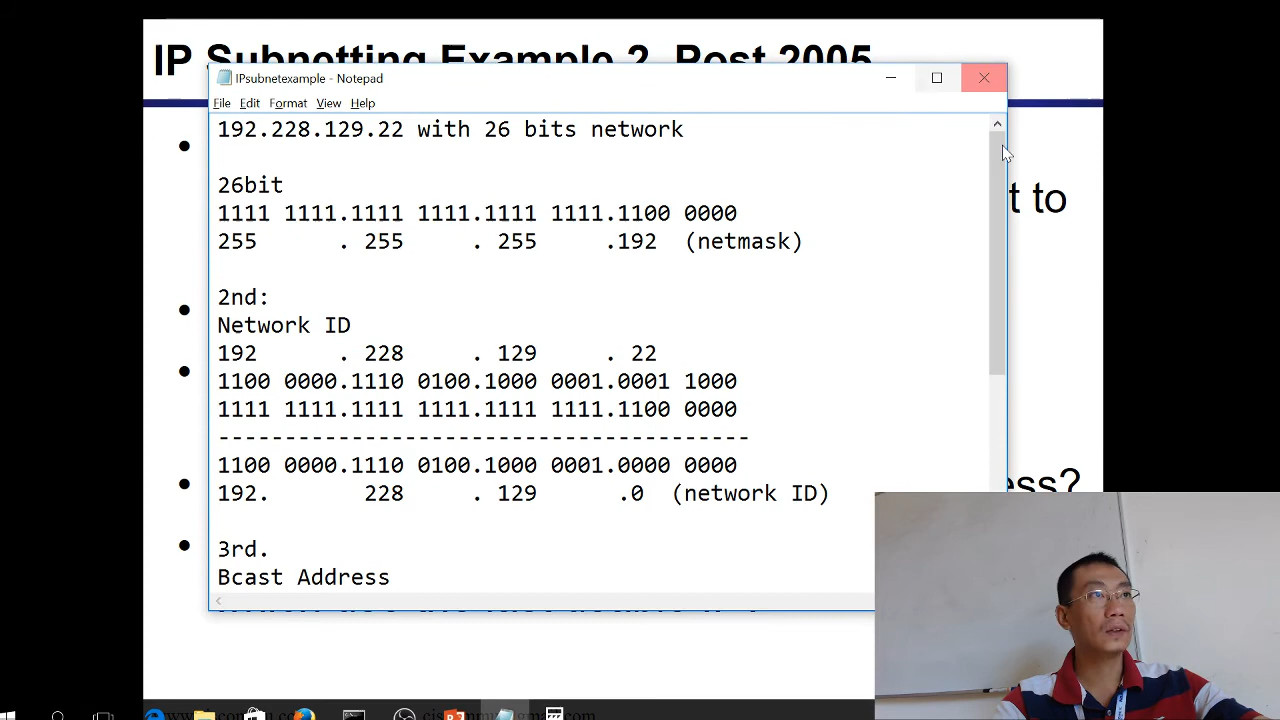 IP Subnetting Example 2, Post 2005
IPsubnetexample - Notepad
File Edit Format View Help
192.228.129.22 with 26 bits network
26bit
1111 1111.1111 1111.1111 1111.1100 0000
255 . 255 . 255 .192 (netmask)
t to
2nd:
Network ID
192 . 228 . 129 . 22
1100 0000.1110 0100.1000 0001.0001 1000
1111 1111.1111 1111.1111 1111.1100 0000
----------------------------------------
1100 0000.1110 0100.1000 0001.0000 0000
192. 228 . 129 .0 (network ID)
ess?
3rd.
Bcast Address